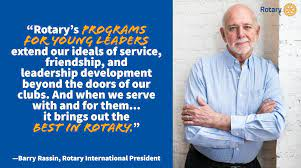 Rotary
"Rotary's PROGRAMS
FOR YOUNG LEADERS
extend our ideals of service,
friendship, and
leadership development
beyond the doors of our
clubs. And when we serve
with and for them...
it brings out the
BEST IN ROTARY."
—Barry Rassin, Rotary International President